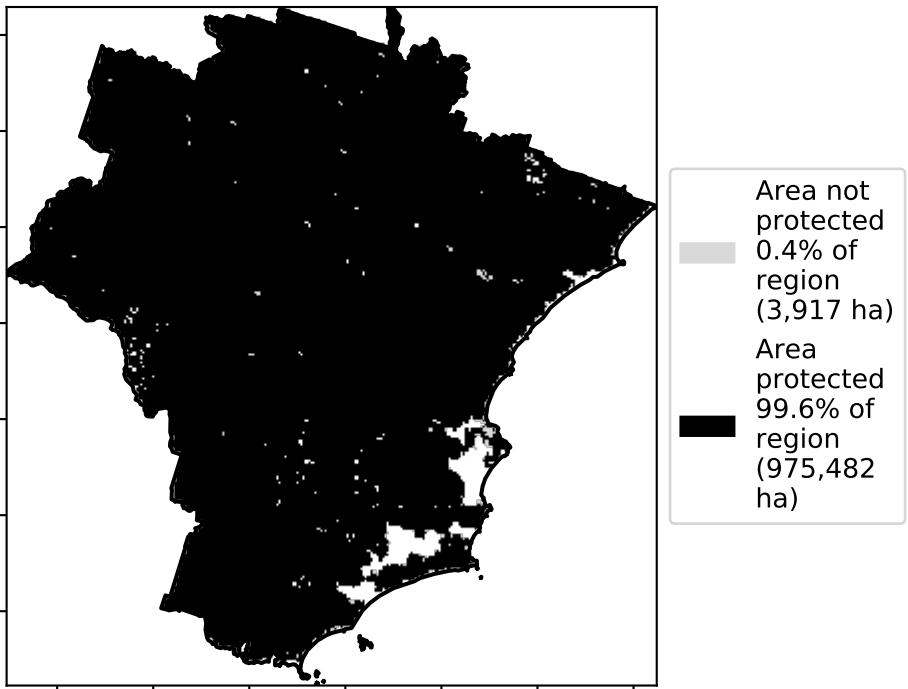 Area not
protected
0.4% of
region
(3,917 ha)
Area
protected
99.6% of
region
(975,482
ha)